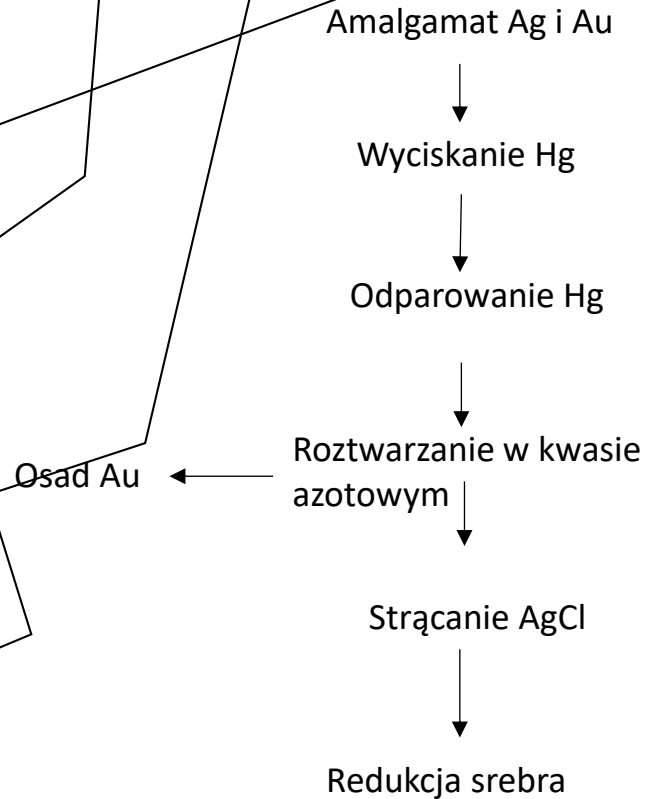 Amalgamat Ag i Au
Wyciskanie Hg
Odparowanie Hg
Roztwarzanie w kwasie
azotowym
Osad Au
Strącanie AgCl
Redukcja srebra